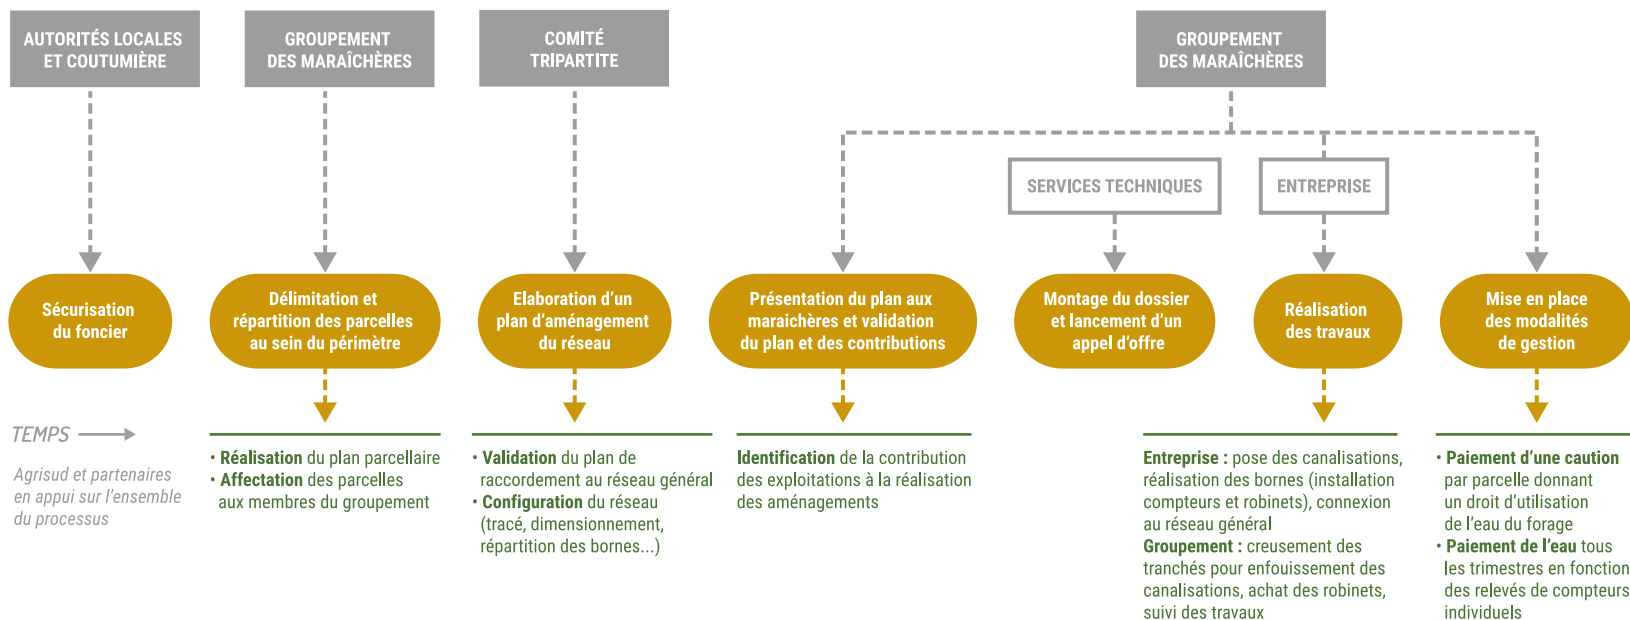 AUTORITÉS LOCALES
ET COUTUMIÈRE
GROUPEMENT
DES MARAÎCHÈRES
COMITÉ
TRIPARTITE
GROUPEMENT
DES MARAÎCHÈRES
SERVICES TECHNIQUES
ENTREPRISE
Sécurisation
du foncier
Délimitation et
répartition des parcelles
au sein du périmètre
Elaboration d’un
plan d’aménagement
du réseau
Présentation du plan aux
maraichères et validation
du plan et des contributions
Montage du dossier
et lancement d’un
appel d’offre
Réalisation
des travaux
Mise en place
des modalités
de gestion
TEMPS
Agrisud et partenaires
en appui sur l’ensemble
du processus
• Réalisation du plan parcellaire
• Affectation des parcelles
aux membres du groupement
• Validation du plan de
raccordement au réseau général
• Configuration du réseau
(tracé, dimensionnement,
répartition des bornes...)
Identification de la contribution
des exploitations à la réalisation
des aménagements
Entreprise : pose des canalisations,
réalisation des bornes (installation
compteurs et robinets), connexion
au réseau général
Groupement : creusement des
tranchés pour enfouissement des
canalisations, achat des robinets,
suivi des travaux
• Paiement d’une caution
par parcelle donnant
un droit d’utilisation
de l’eau du forage
• Paiement de l’eau tous
les trimestres en fonction
des relevés de compteurs
individuels